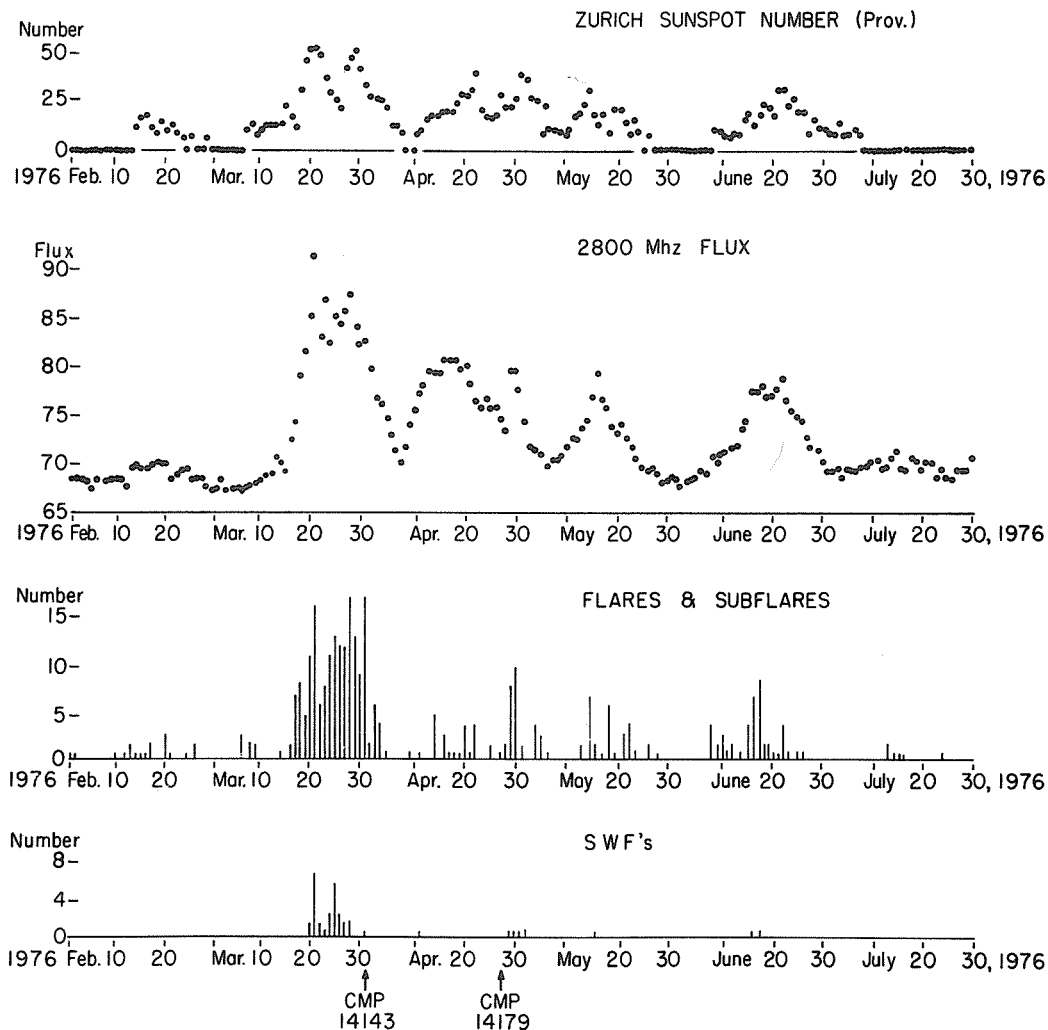 ZURICH SUNSPOT NUMBER (Prov.)
Number
50
25
0
1976 Feb. 10 20 Mar. 10 20 30 Apr. 20 30 May 20 30 June 20 30 July 20 30, 1976
2800 Mhz FLUX
Flux
90
85
80
75
70
65
1976 Feb. 10 20 Mar. 10 20 30 Apr. 20 30 May 20 30 June 20 30 July 20 30, 1976
FLARES & SUBFLARES
Number
15
10
5
0
1976 Feb. 10 20 Mar. 10 20 30 Apr. 20 30 May 20 30 June 20 30 July 20 30, 1976
SWF's
Number
8
4
0
1976 Feb. 10 20 Mar. 10 20 30 Apr. 20 30 May 20 30 June 20 30 July 20 30, 1976
CMP
14143
CMP
14179